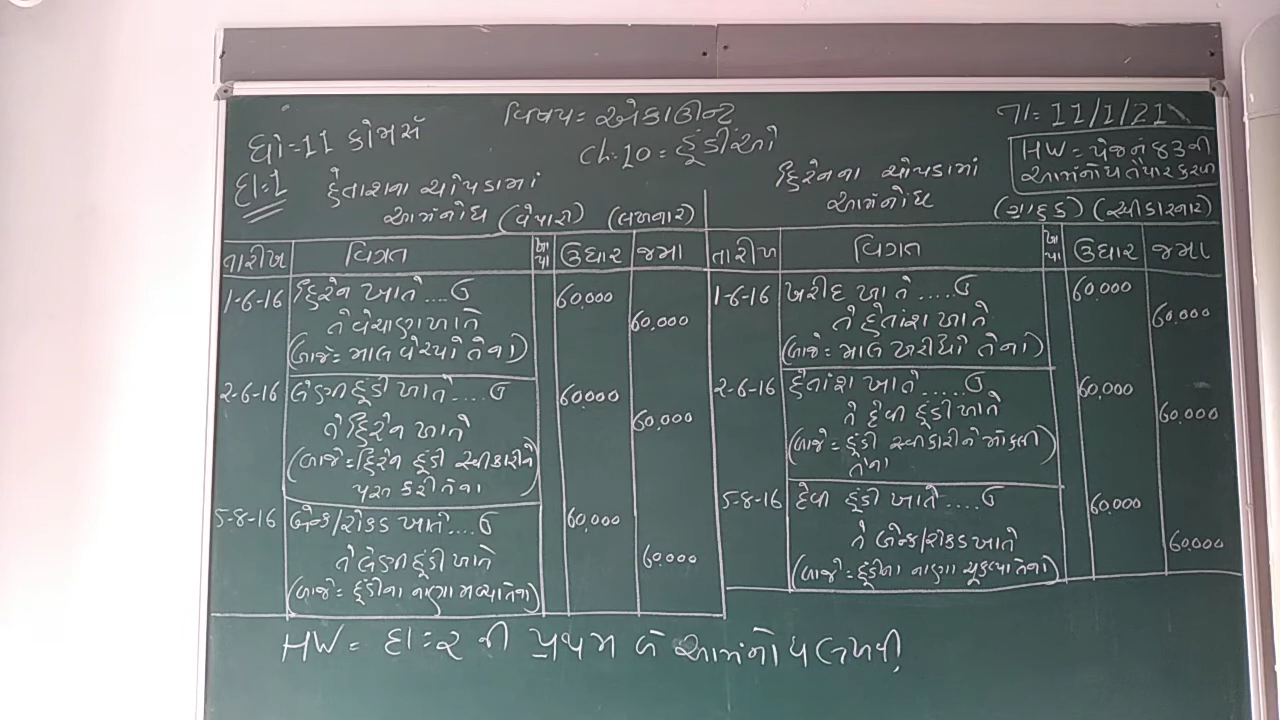 વિષય:- એકાઉન્ટ
તા:- 11/1/21
ધો:-11 કોમર્સ
ch:10 = હૂંડીઓ
HW = પેજ નં ૪૩ની
આમનોંધ તૈયાર કરવી
દા:1
હેતાંશના ચોપડામાં
આમનોંધ (વેપારી) (લખનાર)
હિરેનના ચોપડામાં
આમનોંધ (ગ્રાહક) (સ્વીકારનાર)
તારીખ વિગત ખા પા ઉધાર જમા
1-6-16 હિરેન ખાતે....ઉ 60,000
તે વેચાણ ખાતે 60,000
(બાજે = માલ વેચ્યો તેના)
2-6-16 લેણી હૂંડી ખાતે....ઉ 60,000
તે હિરેન ખાતે 60,000
(બાજે = હિરેન હૂંડી સ્વીકારીને
પરત કરી તેના
5-8-16 બેન્ક/રોકડ ખાતે....ઉ 60,000
તે લેણી હૂંડી ખાતે 60,000
(બાજે = હૂંડીના નાણા મળ્યા તેના)
તારીખ વિગત ખા પા ઉધાર જમા
1-6-16 ખરીદ ખાતે.....ઉ 60,000
તે હેતાંશ ખાતે 60,000
(બાજે = માલ ખરીદ્યો તેના)
2-6-16 હેતાંશ ખાતે.....ઉ 60,000
તે દેવી હૂંડી ખાતે 60,000
(બાજે = હૂંડી સ્વીકારીને મોકલી)
તેના
5-8-16 દેવી હૂંડી ખાતે....ઉ 60,000
તે બેન્ક/રોકડ ખાતે 60,000
(બાજે = હૂંડીના નાણા ચૂકવ્યા તેના)
HW = દા:૨ ની પ્રથમ બે આમનોંધ લખવી.